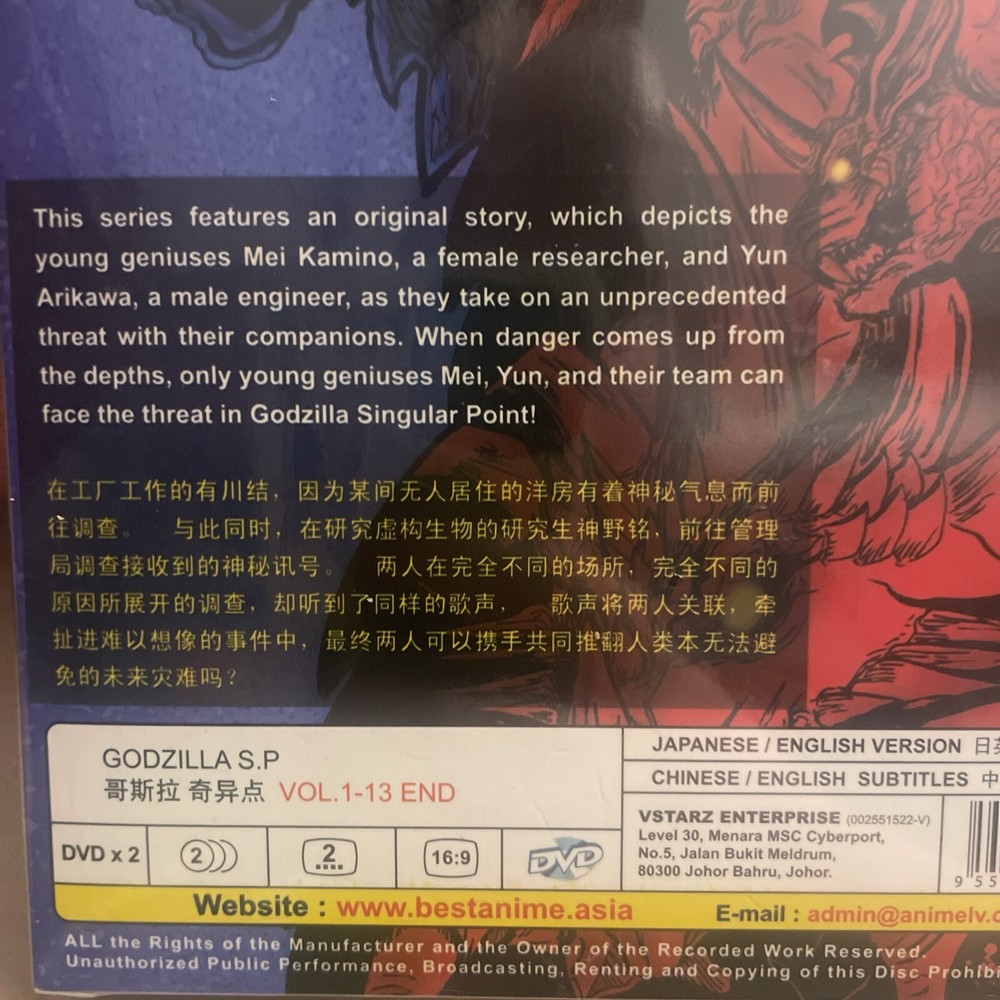 This series features an original story, which depicts the
young geniuses Mei Kamino, a female researcher, and Yun
Arikawa, a male engineer, as they take on an unprecedented
threat with their companions. When danger comes up from
the depths, only young geniuses Mei, Yun, and their team can
face the threat in Godzilla Singular Point!
在工厂工作的有川结，因为某间无人居住的洋房有着神秘气息而前
往调查。 与此同时，在研究虚构生物的研究生神野铭，前往管理
局调查接收到的神秘讯号。 两人在完全不同的场所，完全不同的
原因所展开的调查，却听到了同样的歌声， 歌声将两人关联，牵
扯进难以想像的事件中，最终两人可以携手共同推翻人类本无法避
免的未来灾难吗？
GODZILLA S.P
哥斯拉 奇异点 VOL.1-13 END
JAPANESE / ENGLISH VERSION 日英
CHINESE / ENGLISH SUBTITLES 中
VSTARZ ENTERPRISE (002551522-V)
Level 30, Menara MSC Cyberport,
No.5, Jalan Bukit Meldrum,
80300 Johor Bahru, Johor.
DVD x 2
2
2
16:9
DVD
9 55
Website : www.bestanime.asia
E-mail : admin@animelv.c
ALL the Rights of the Manufacturer and the Owner of the Recorded Work Reserved.
Unauthorized Public Performance, Broadcasting, Renting and Copying of this Disc Prohibi